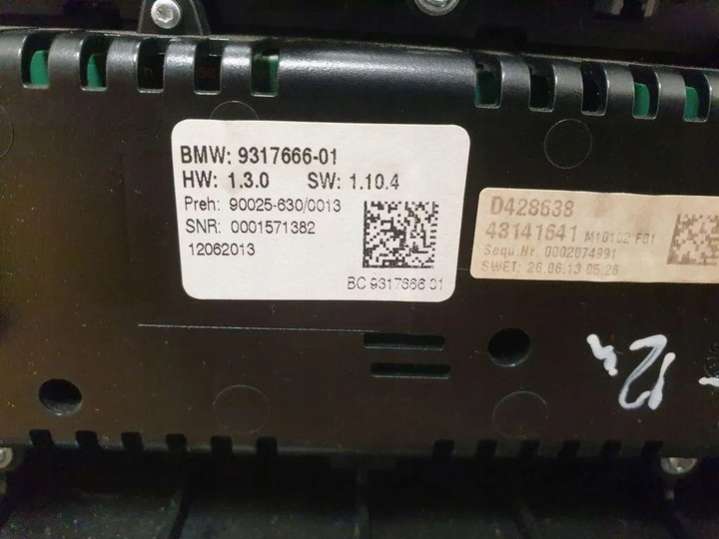 BMW: 9317666-01
HW: 1.3.0 SW: 1.10.4
Preh: 90025-630/0013
SNR: 0001571382
12062013
BC 9317666 01
D428638
43141641 M10102 F01
Sequ.Nr. 0002074991
SWET: 26.06.13 05:26